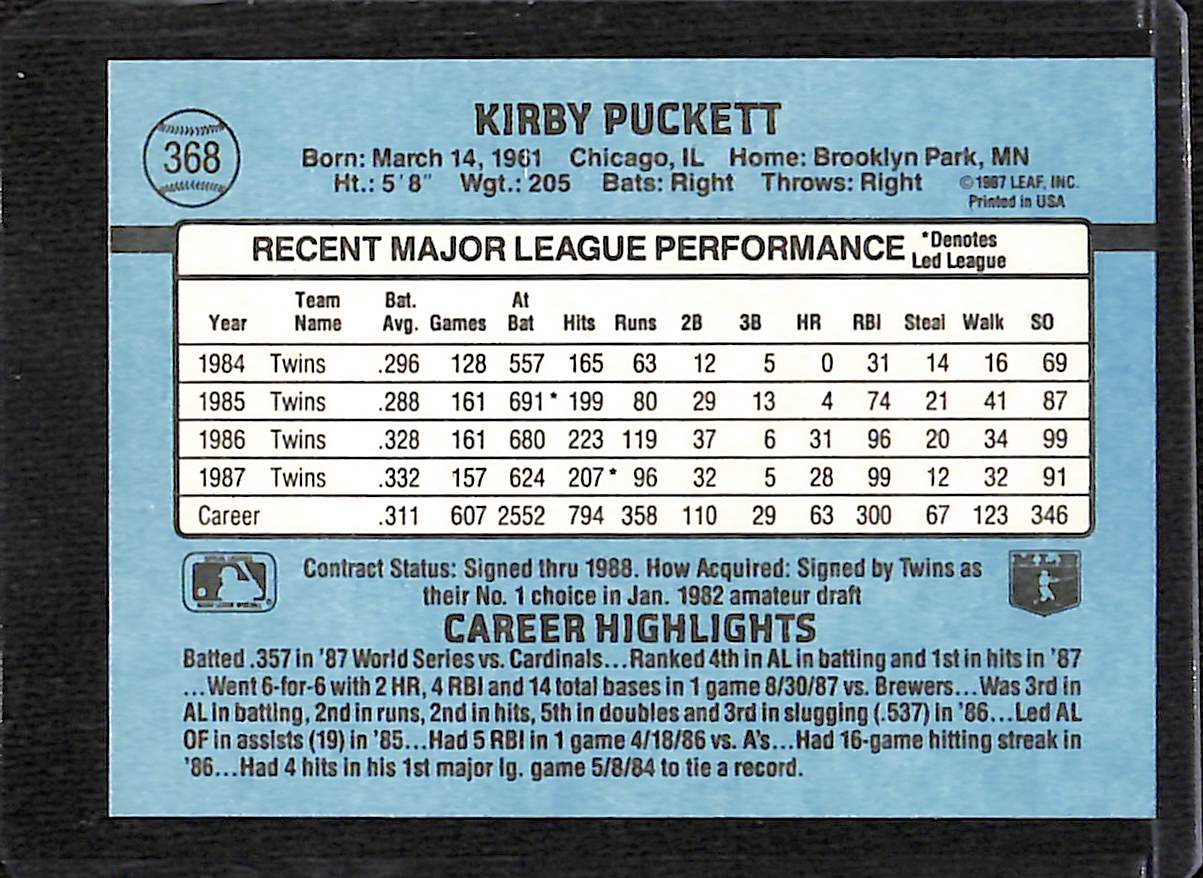 368
KIRBY PUCKETT
Born: March 14, 1961 Chicago, IL Home: Brooklyn Park, MN
Ht.: 5'8" Wgt.: 205 Bats: Right Throws: Right ©1987 LEAF, INC.
Printed in USA
RECENT MAJOR LEAGUE PERFORMANCE *Denotes
Led League
Year Team Name Bat. Avg. Games At Bat Hits Runs 2B 3B HR RBI Steal Walk SO
1984 Twins .296 128 557 165 63 12 5 0 31 14 16 69
1985 Twins .288 161 691* 199 80 29 13 4 74 21 41 87
1986 Twins .328 161 680 223 119 37 6 31 96 20 34 99
1987 Twins .332 157 624 207* 96 32 5 28 99 12 32 91
Career .311 607 2552 794 358 110 29 63 300 67 123 346
Contract Status: Signed thru 1988. How Acquired: Signed by Twins as
their No. 1 choice in Jan. 1982 amateur draft
CAREER HIGHLIGHTS
Batted .357 in '87 World Series vs. Cardinals...Ranked 4th in AL in batting and 1st in hits in '87
...Went 6-for-6 with 2 HR, 4 RBI and 14 total bases in 1 game 8/30/87 vs. Brewers...Was 3rd in
AL in batting, 2nd in runs, 2nd in hits, 5th in doubles and 3rd in slugging (.537) in '86...Led AL
OF in assists (19) in '85...Had 5 RBI in 1 game 4/18/86 vs. A's...Had 16-game hitting streak in
'86...Had 4 hits in his 1st major lg. game 5/8/84 to tie a record.